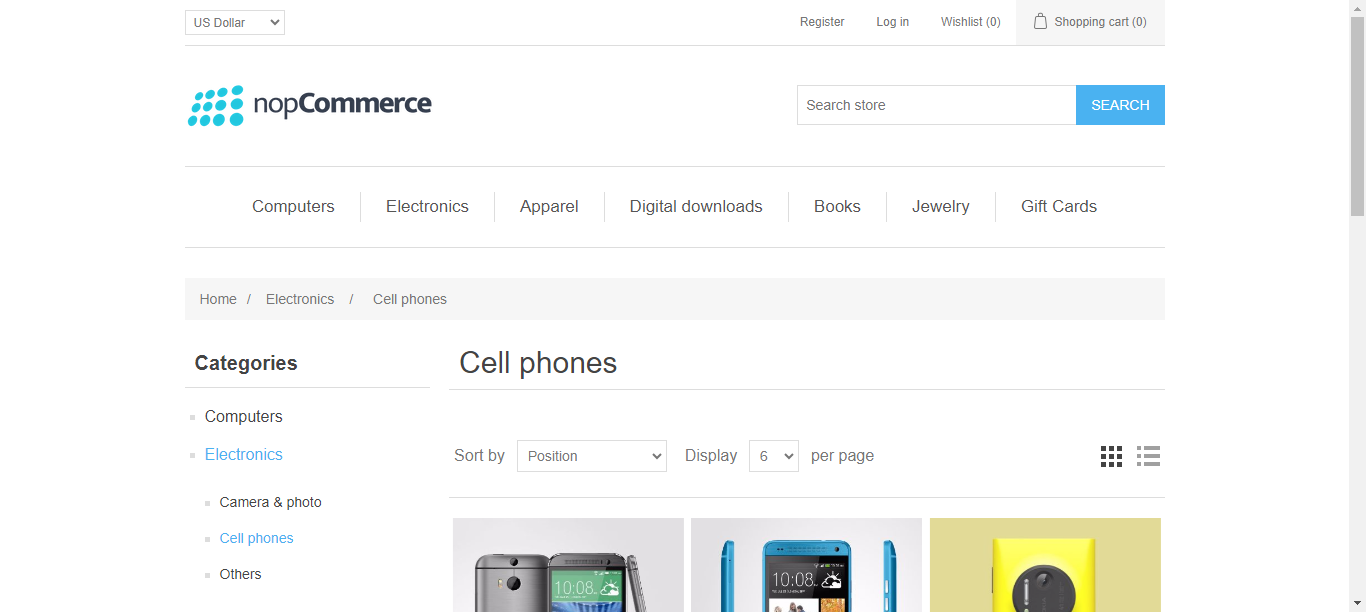 US Dollar
Register Log in Wishlist (0) Shopping cart (0)
nopCommerce
Search store SEARCH
Computers Electronics Apparel Digital downloads Books Jewelry Gift Cards
Home / Electronics / Cell phones
Categories
Computers
Electronics
Camera & photo
Cell phones
Others
Cell phones
Sort by Position Display 6 per page
10:08
10:08